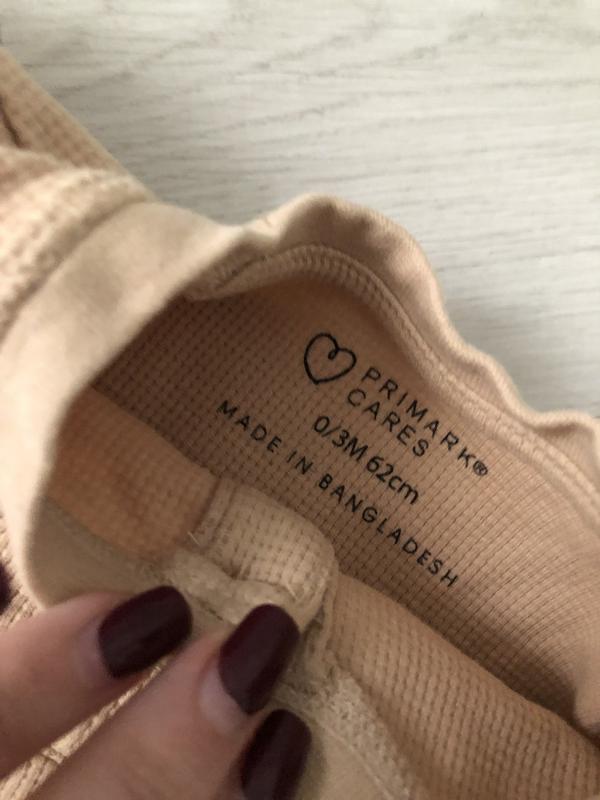 PRIMARK®
CARES
0/3M 62cm
MADE IN BANGLADESH